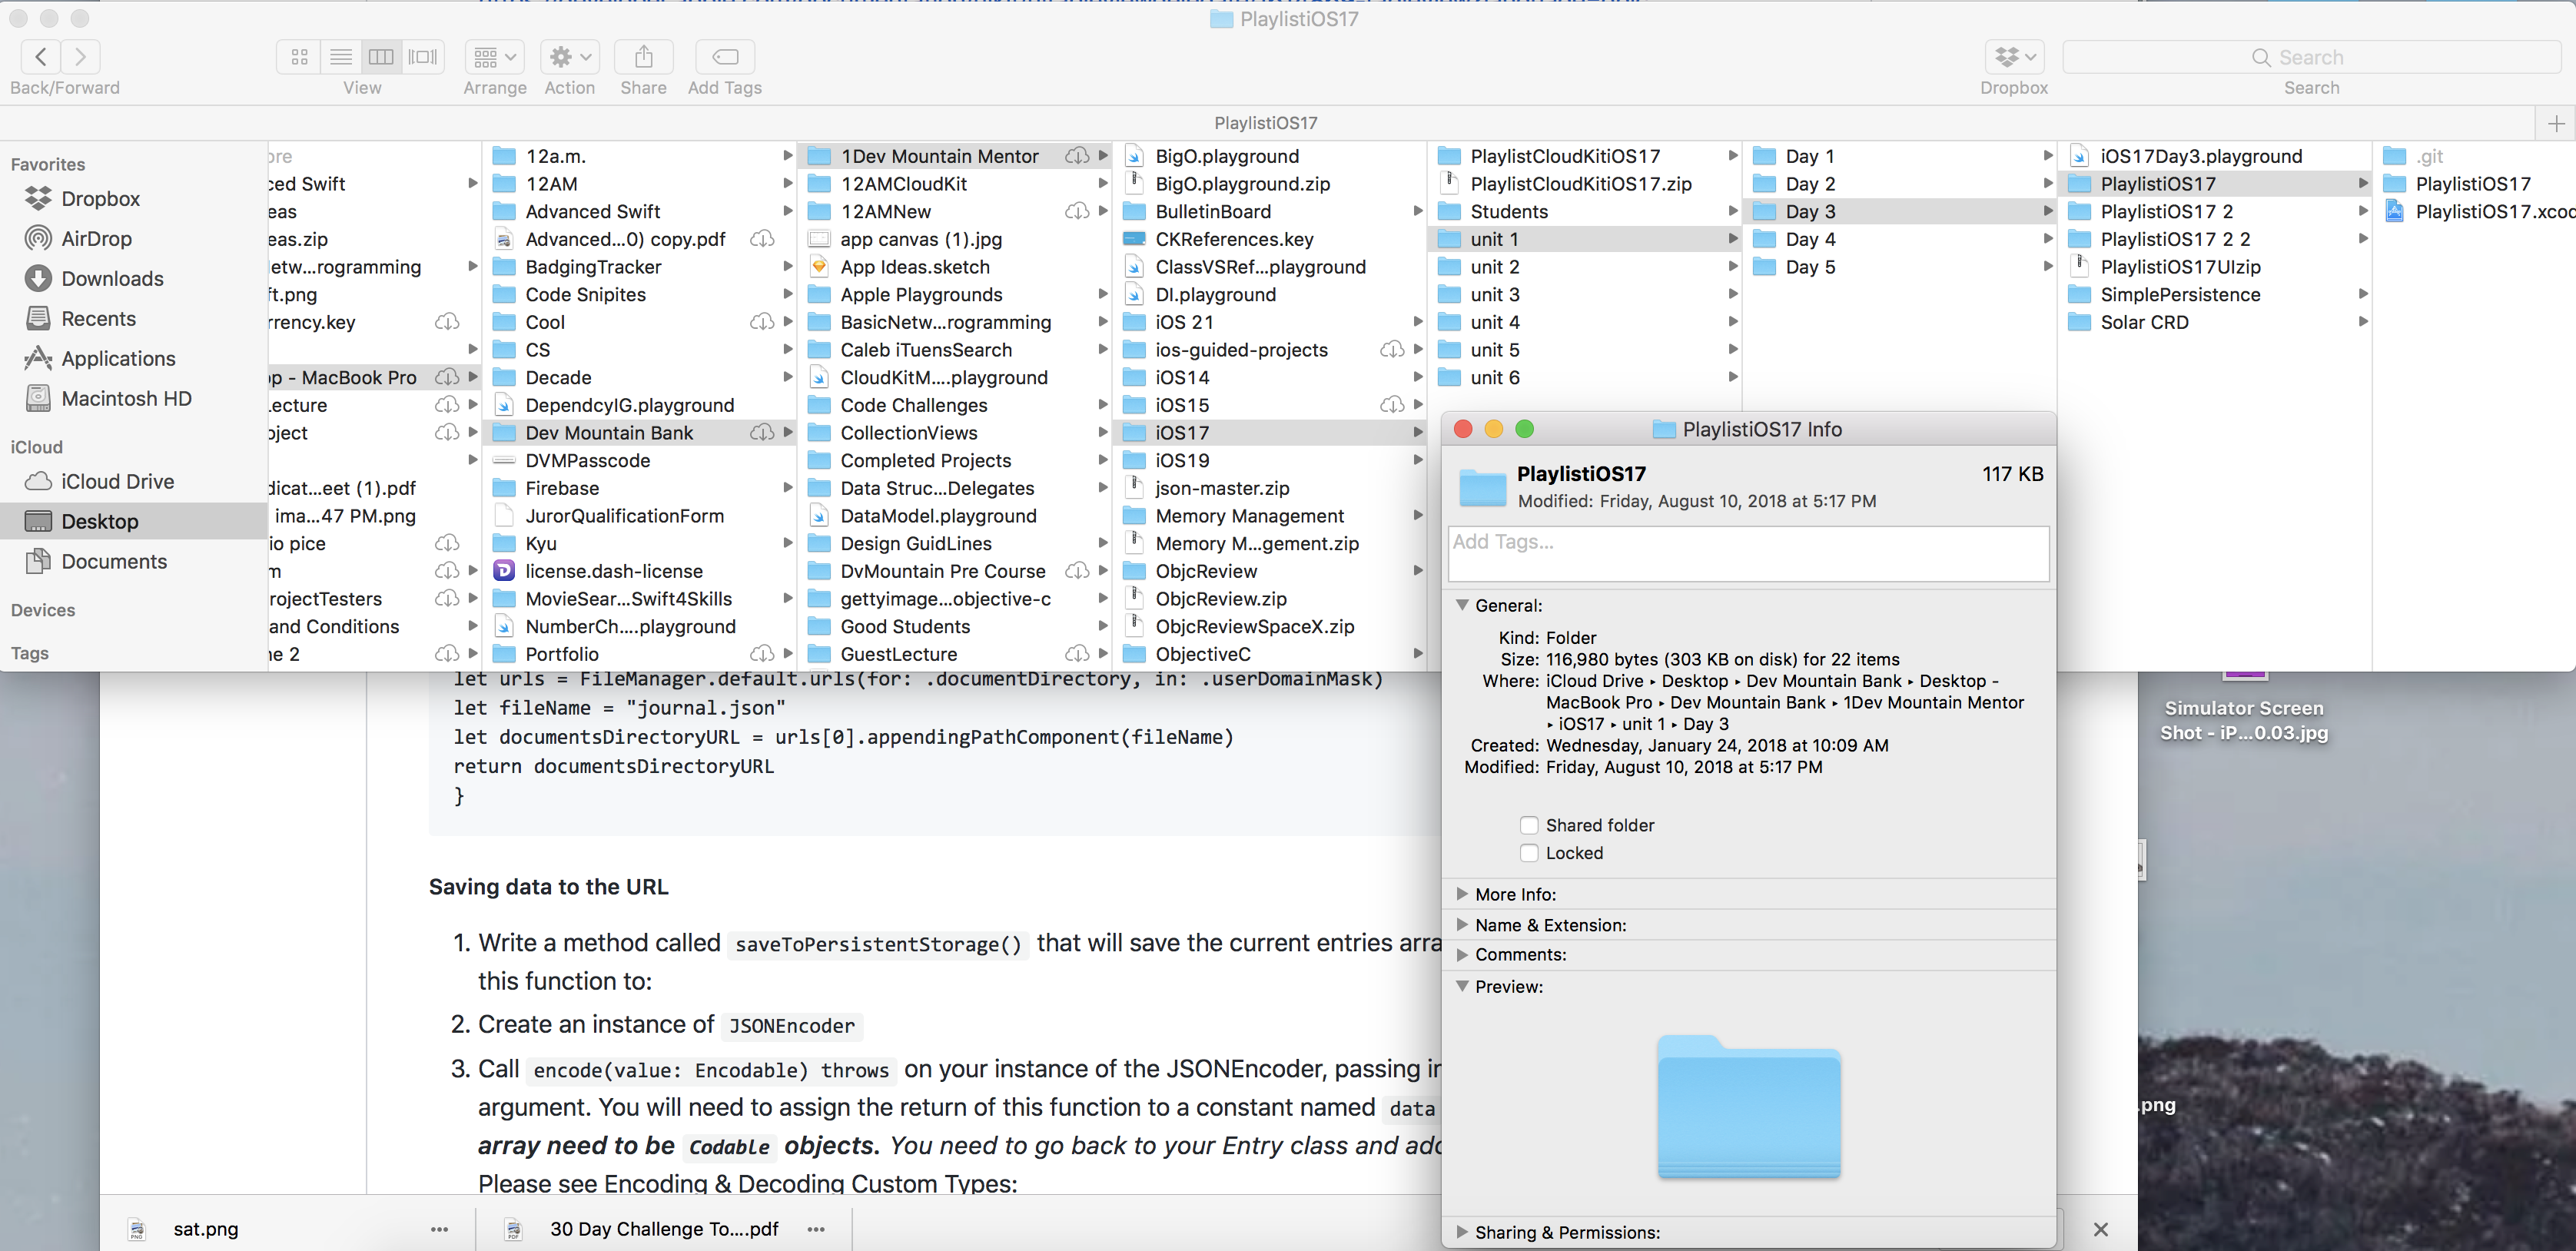 PlaylistiOS17
Back/Forward
View
Arrange
Action
Share
Add Tags
Dropbox
Search
Search
PlaylistiOS17
Favorites
Dropbox
AirDrop
Downloads
Recents
Applications
Macintosh HD
iCloud
iCloud Drive
Desktop
Documents
Devices
Tags
ore
ced Swift
eas
eas.zip
etw...rogramming
ft.png
rrency.key
op - MacBook Pro
ecture
oject
dicat...eet (1).pdf
ima...47 PM.png
io pice
m
rojectTesters
and Conditions
ne 2
12a.m.
12AM
Advanced Swift
Advanced...0) copy.pdf
BadgingTracker
Code Snipites
Cool
CS
Decade
DependcyIG.playground
Dev Mountain Bank
DVMPasscode
Firebase
JurorQualificationForm
Kyu
license.dash-license
MovieSear...Swift4Skills
NumberCh....playground
Portfolio
1Dev Mountain Mentor
12AMCloudKit
12AMNew
app canvas (1).jpg
App Ideas.sketch
Apple Playgrounds
BasicNetw...rogramming
Caleb iTuensSearch
CloudKitM....playground
Code Challenges
CollectionViews
Completed Projects
Data Struc...Delegates
DataModel.playground
Design GuidLines
DvMountain Pre Course
gettyimage...objective-c
Good Students
GuestLecture
BigO.playground
BigO.playground.zip
BulletinBoard
CKReferences.key
ClassVSRef...playground
DI.playground
iOS 21
ios-guided-projects
iOS14
iOS15
iOS17
iOS19
json-master.zip
Memory Management
Memory M...gement.zip
ObjcReview
ObjcReview.zip
ObjcReviewSpaceX.zip
ObjectiveC
PlaylistCloudKitiOS17
PlaylistCloudKitiOS17.zip
Students
unit 1
unit 2
unit 3
unit 4
unit 5
unit 6
Day 1
Day 2
Day 3
Day 4
Day 5
iOS17Day3.playground
PlaylistiOS17
PlaylistiOS17 2
PlaylistiOS17 2 2
PlaylistiOS17UIzip
SimplePersistence
Solar CRD
.git
PlaylistiOS17
PlaylistiOS17.xcoc
PlaylistiOS17 Info
PlaylistiOS17 117 KB
Modified: Friday, August 10, 2018 at 5:17 PM
Add Tags...
General:
Kind: Folder
Size: 116,980 bytes (303 KB on disk) for 22 items
Where: iCloud Drive ▸ Desktop ▸ Dev Mountain Bank ▸ Desktop -
MacBook Pro ▸ Dev Mountain Bank ▸ 1Dev Mountain Mentor
▸ iOS17 ▸ unit 1 ▸ Day 3
Created: Wednesday, January 24, 2018 at 10:09 AM
Modified: Friday, August 10, 2018 at 5:17 PM
Shared folder
Locked
More Info:
Name & Extension:
Comments:
Preview:
Sharing & Permissions:
let urls = FileManager.default.urls(for: .documentDirectory, in: .userDomainMask)
let fileName = "journal.json"
let documentsDirectoryURL = urls[0].appendingPathComponent(fileName)
return documentsDirectoryURL
}
Saving data to the URL
1. Write a method called saveToPersistentStorage() that will save the current entries arra
this function to:
2. Create an instance of JSONEncoder
3. Call encode(value: Encodable) throws on your instance of the JSONEncoder, passing in
argument. You will need to assign the return of this function to a constant named data
array need to be Codable objects. You need to go back to your Entry class and add
Please see Encoding & Decoding Custom Types:
Simulator Screen
Shot - iP...0.03.jpg
.png
sat.png
30 Day Challenge To....pdf